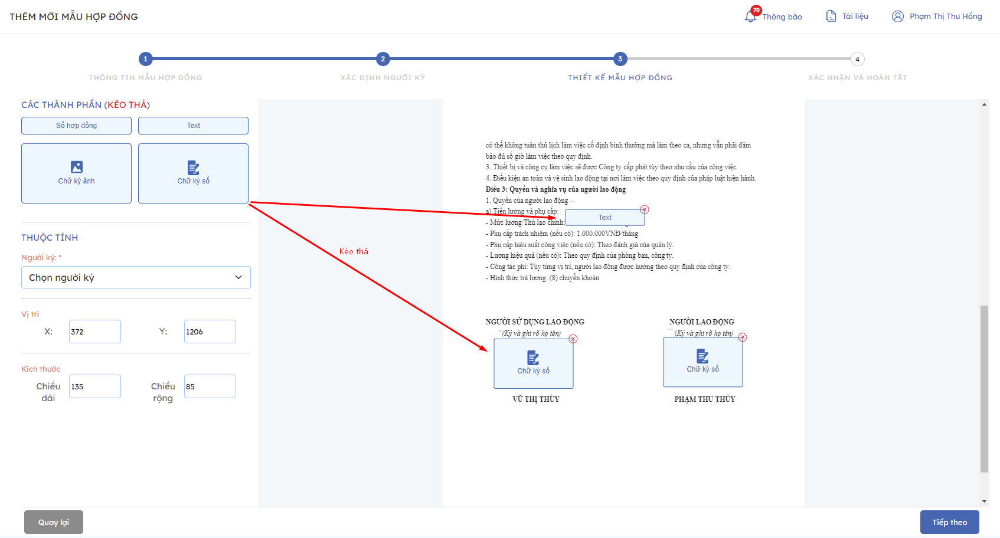 THÊM MỚI MẪU HỢP ĐỒNG
70
Thông báo
Tài liệu
Phạm Thị Thu Hồng
1
2
3
4
THÔNG TIN MẪU HỢP ĐỒNG
XÁC ĐỊNH NGƯỜI KÝ
THIẾT KẾ MẪU HỢP ĐỒNG
XÁC NHẬN VÀ HOÀN TẤT
CÁC THÀNH PHẦN (KÉO THẢ)
Số hợp đồng
Text
Chữ ký ảnh
Chữ ký số
THUỘC TÍNH
Người ký: *
Chọn người ký
Vị trí
X: 372
Y: 1206
Kích thước
Chiều dài 135
Chiều rộng 85
Kéo thả
có thể không tuân thủ lịch làm việc cố định bình thường mà làm theo ca, nhưng vẫn phải đảm
bảo đủ số giờ làm việc theo quy định.
3. Thiết bị và công cụ làm việc sẽ được Công ty cấp phát tùy theo nhu cầu của công việc.
4. Điều kiện an toàn và vệ sinh lao động tại nơi làm việc theo quy định của pháp luật hiện hành.
Điều 3: Quyền và nghĩa vụ của người lao động
1. Quyền của người lao động
a) Tiền lương và phụ cấp:
- Mức lương/Thù lao chính:
Text
- Phụ cấp trách nhiệm (nếu có): 1.000.000VNĐ/tháng
- Phụ cấp hiệu suất công việc (nếu có): Theo đánh giá của quản lý.
- Lương hiệu quả (nếu có): Theo quy định của phòng ban, công ty.
- Công tác phí: Tùy từng vị trí, người lao động được hưởng theo quy định của công ty.
- Hình thức trả lương: (8) chuyển khoản
NGƯỜI SỬ DỤNG LAO ĐỘNG
(Ký và ghi rõ họ tên)
Chữ ký số
VŨ THỊ THÙY
NGƯỜI LAO ĐỘNG
(Ký và ghi rõ họ tên)
Chữ ký số
PHẠM THU THỦY
Quay lại
Tiếp theo